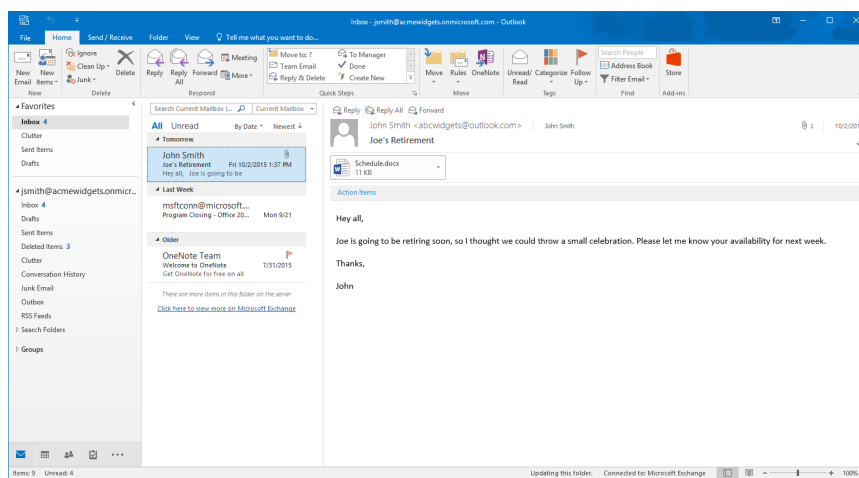 Inbox - jsmith@acmewidgets.onmicrosoft.com - Outlook
File Home Send / Receive Folder View Tell me what you want to do...
New Email
New Items
Ignore
Clean Up
Junk
Delete
Reply
Reply All
Forward
Meeting
More
Move to: ?
Team Email
Reply & Delete
To Manager
Done
Create New
Move
Rules
OneNote
Unread/ Read
Categorize
Follow Up
Search People
Address Book
Filter Email
Store
New Delete Respond Quick Steps Move Tags Find Add-ins
Favorites
Inbox 4
Clutter
Sent Items
Drafts
jsmith@acmewidgets.onmicr...
Inbox 4
Drafts
Sent Items
Deleted Items 3
Clutter
Conversation History
Junk Email
Outbox
RSS Feeds
Search Folders
Groups
Search Current Mailbox (... Current Mailbox
All Unread By Date Newest
Tomorrow
John Smith
Joe's Retirement Fri 10/2/2015 1:37 PM
Hey all, Joe is going to be
Last Week
msftconn@microsoft....
Program Closing - Office 20... Mon 9/21
Older
OneNote Team
Welcome to OneNote 7/31/2015
Get OneNote for free on all
There are more items in this folder on the server
Click here to view more on Microsoft Exchange
Reply Reply All Forward
John Smith <abcwidgets@outlook.com> John Smith 1 10/2/201
Joe's Retirement
Schedule.docx
11 KB
Action Items
Hey all,
Joe is going to be retiring soon, so I thought we could throw a small celebration. Please let me know your availability for next week.
Thanks,
John
Items: 9 Unread: 4 Updating this folder. Connected to: Microsoft Exchange 100%